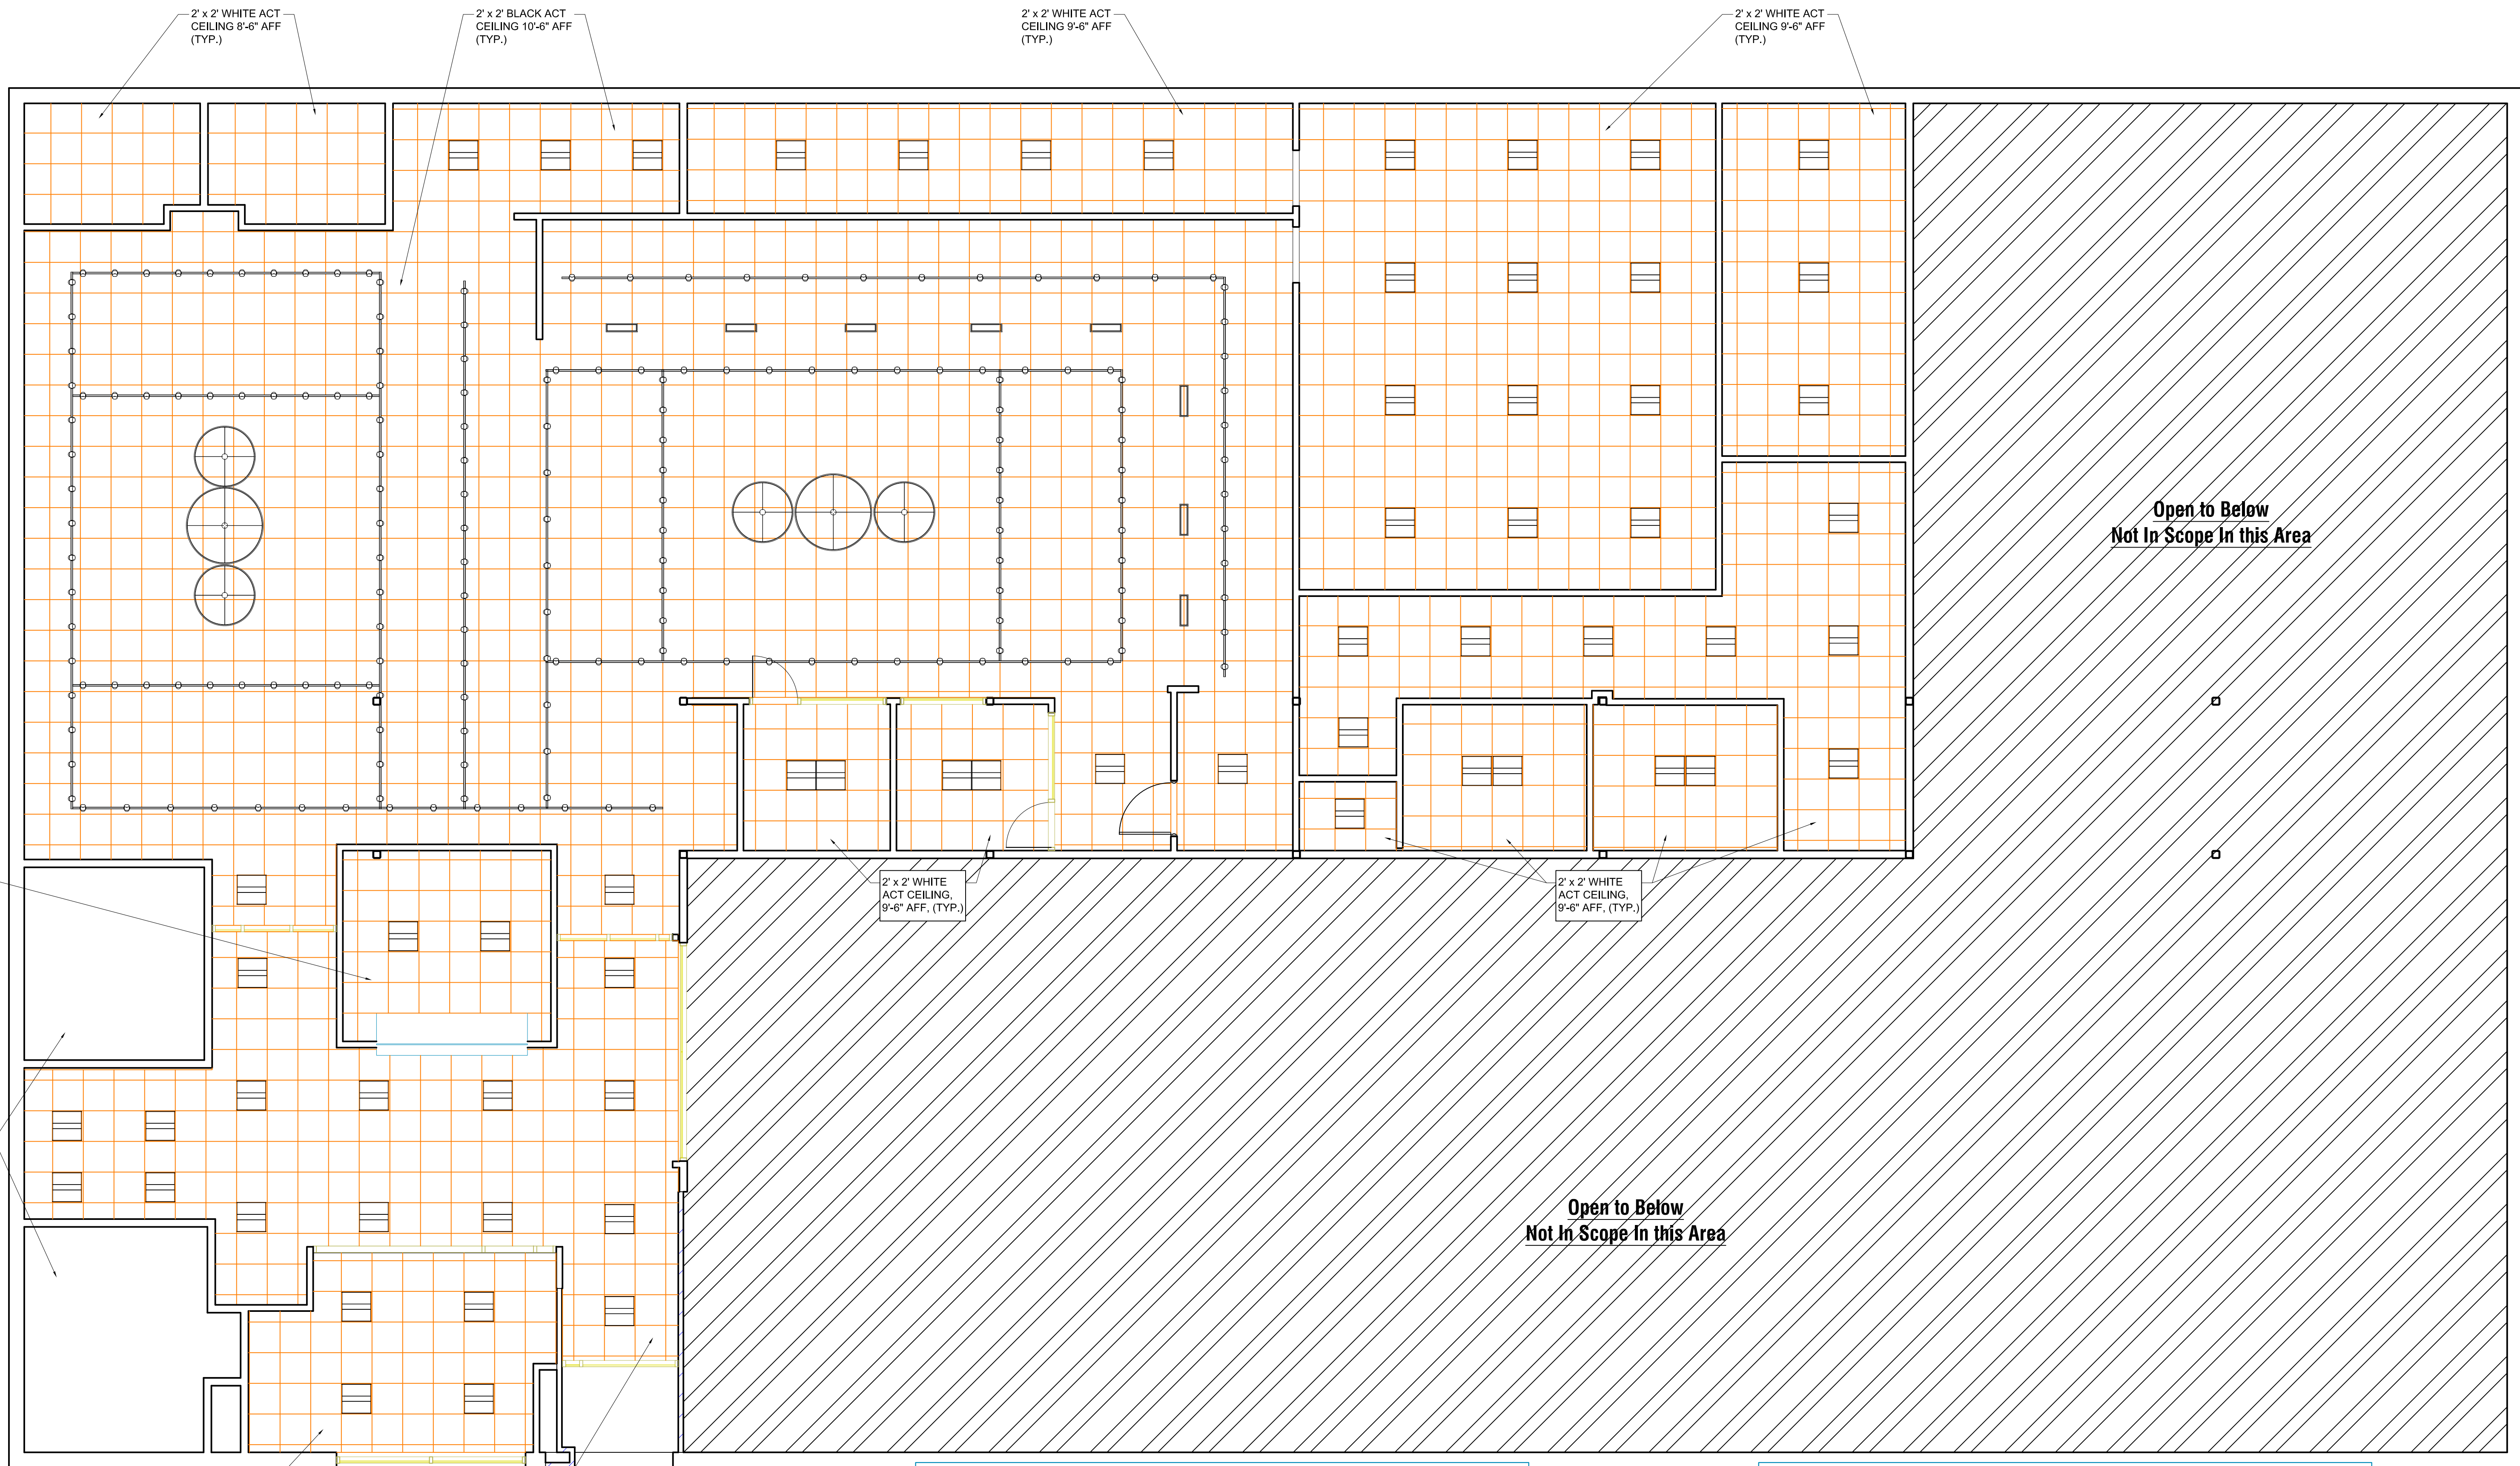 2' x 2' WHITE ACT
CEILING 8'-6" AFF
(TYP.)
2' x 2' BLACK ACT
CEILING 10'-6" AFF
(TYP.)
2' x 2' WHITE ACT
CEILING 9'-6" AFF
(TYP.)
2' x 2' WHITE ACT
CEILING 9'-6" AFF
(TYP.)
Open to Below
Not In Scope In this Area
2' x 2' WHITE
ACT CEILING,
9'-6" AFF, (TYP.)
2' x 2' WHITE
ACT CEILING,
9'-6" AFF, (TYP.)
Open to Below
Not In Scope In this Area